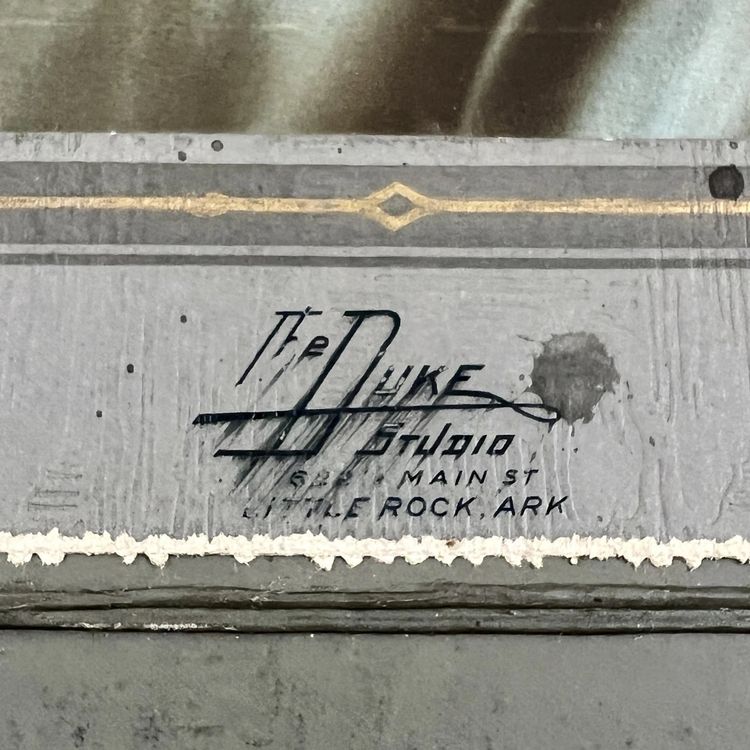 The Duke
Studio
MAIN ST
LITTLE ROCK, ARK